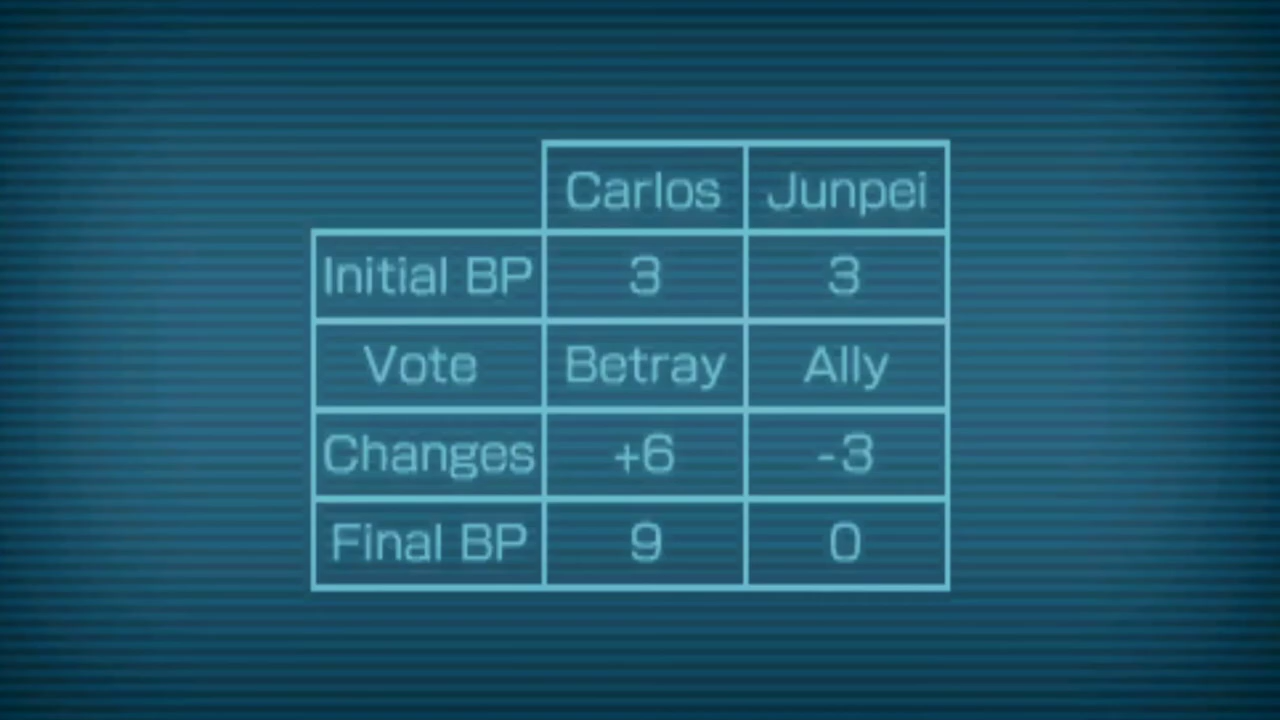 Carlos Junpei
Initial BP 3 3
Vote Betray Ally
Changes +6 -3
Final BP 9 0